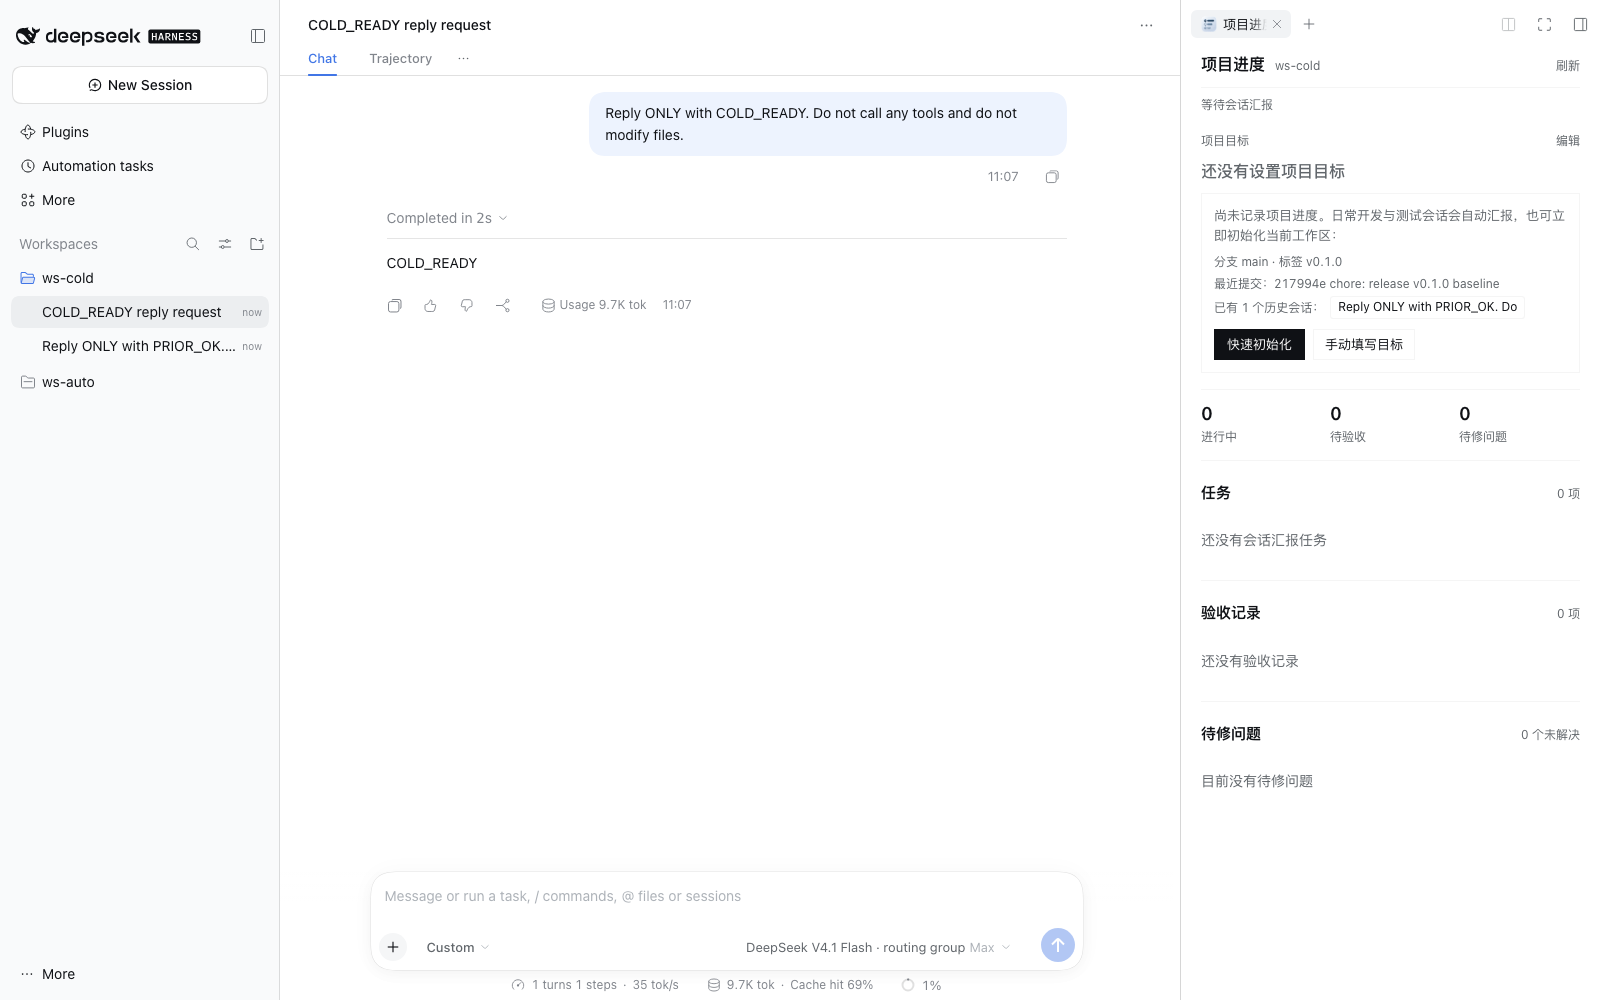 deepseek HARNESS
New Session
Plugins
Automation tasks
More
Workspaces
ws-cold
COLD_READY reply request now
Reply ONLY with PRIOR_OK.... now
ws-auto
More
COLD_READY reply request
Chat Trajectory
Reply ONLY with COLD_READY. Do not call any tools and do not
modify files.
11:07
Completed in 2s
COLD_READY
Usage 9.7K tok 11:07
Message or run a task, / commands, @ files or sessions
Custom
DeepSeek V4.1 Flash · routing group Max
1 turns 1 steps · 35 tok/s 9.7K tok · Cache hit 69% 1%
项目进
项目进度 ws-cold 刷新
等待会话汇报
项目目标 编辑
还没有设置项目目标
尚未记录项目进度。日常开发与测试会话会自动汇报，也可立
即初始化当前工作区：
分支 main · 标签 v0.1.0
最近提交：217994e chore: release v0.1.0 baseline
已有 1 个历史会话： Reply ONLY with PRIOR_OK. Do
快速初始化 手动填写目标
0 0 0
进行中 待验收 待修问题
任务 0 项
还没有会话汇报任务
验收记录 0 项
还没有验收记录
待修问题 0 个未解决
目前没有待修问题